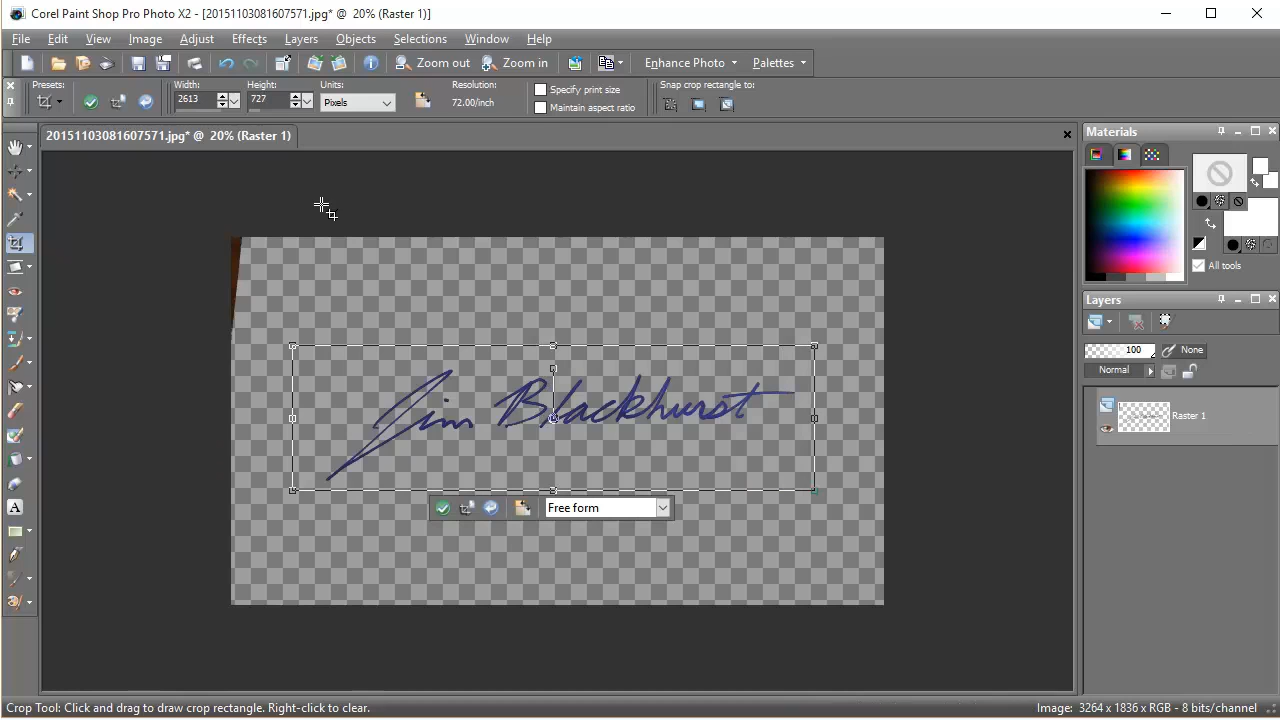 Corel Paint Shop Pro Photo X2 - [20151103081607571.jpg* @ 20% (Raster 1)]
File Edit View Image Adjust Effects Layers Objects Selections Window Help
Zoom out Zoom in Enhance Photo Palettes
Presets: Width: Height: Units: Resolution: Specify print size Snap crop rectangle to:
2613 727 Pixels 72.00/inch Maintain aspect ratio
20151103081607571.jpg* @ 20% (Raster 1)
Materials
All tools
Layers
100 None
Normal
Raster 1
Jim Blackhurst
Free form
A
Crop Tool: Click and drag to draw crop rectangle. Right-click to clear.
Image: 3264 x 1836 x RGB - 8 bits/channel